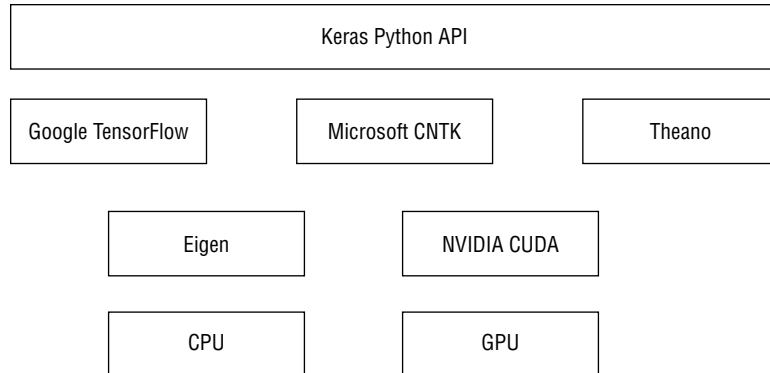 Keras Python API
Google TensorFlow
Microsoft CNTK
Theano
Eigen
NVIDIA CUDA
CPU
GPU